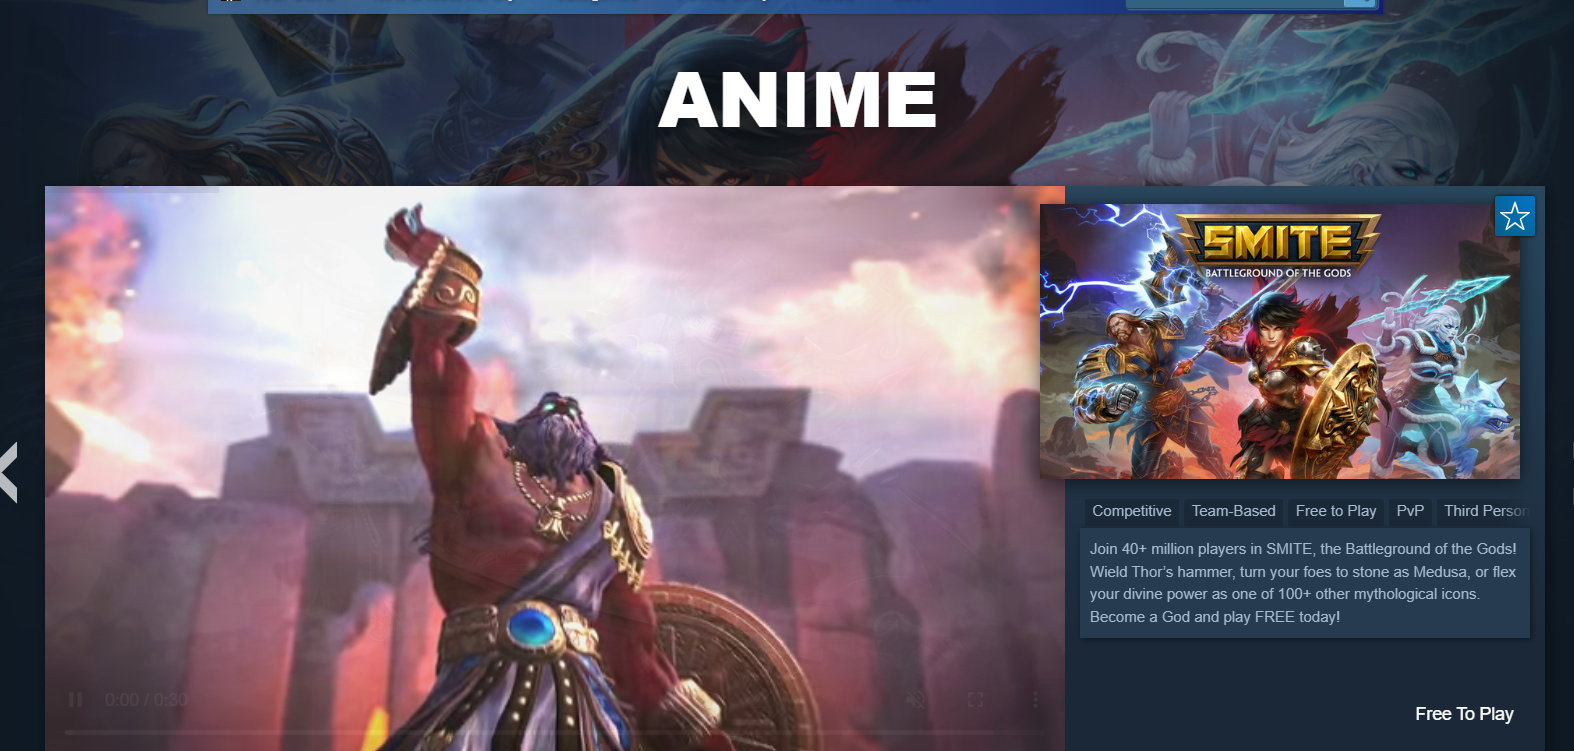 ANIME
SMITE
BATTLEGROUND OF THE GODS
Competitive Team-Based Free to Play PvP Third Person
Join 40+ million players in SMITE, the Battleground of the Gods!
Wield Thor’s hammer, turn your foes to stone as Medusa, or flex
your divine power as one of 100+ other mythological icons.
Become a God and play FREE today!
0:00 / 0:30
Free To Play